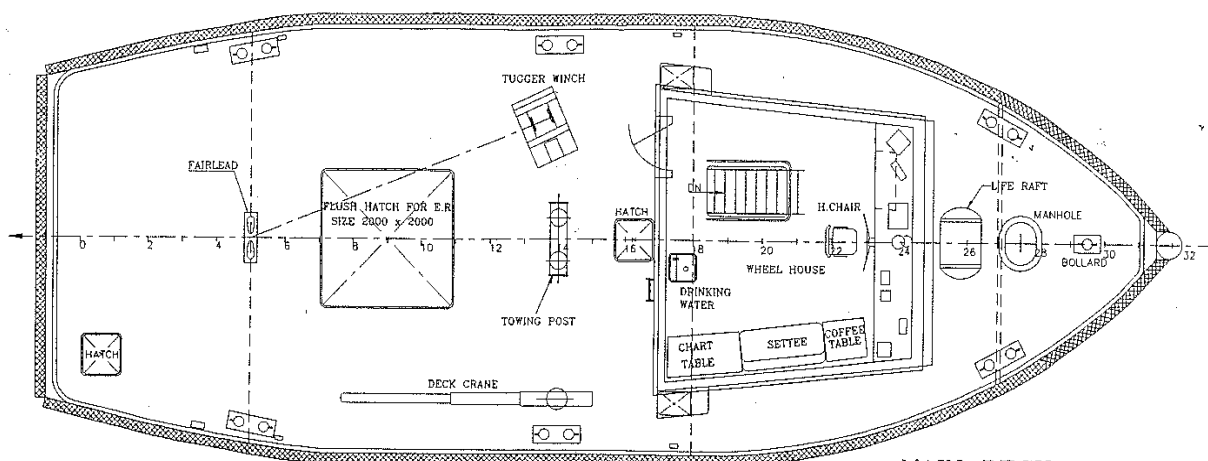 TUGGER WINCH
FAIRLEAD
FLUSH HATCH FOR E.R.
SIZE 2000 x 2000
HATCH
DN
LIFE RAFT
H.CHAIR
MANHOLE
0 2 4 6 8 10 12 14 16 18 20 22 24 26 28 30 32
WHEEL HOUSE
BOLLARD
DRINKING
WATER
TOWING POST
HATCH
CHART
TABLE
SETTEE
COFFEE
TABLE
DECK CRANE